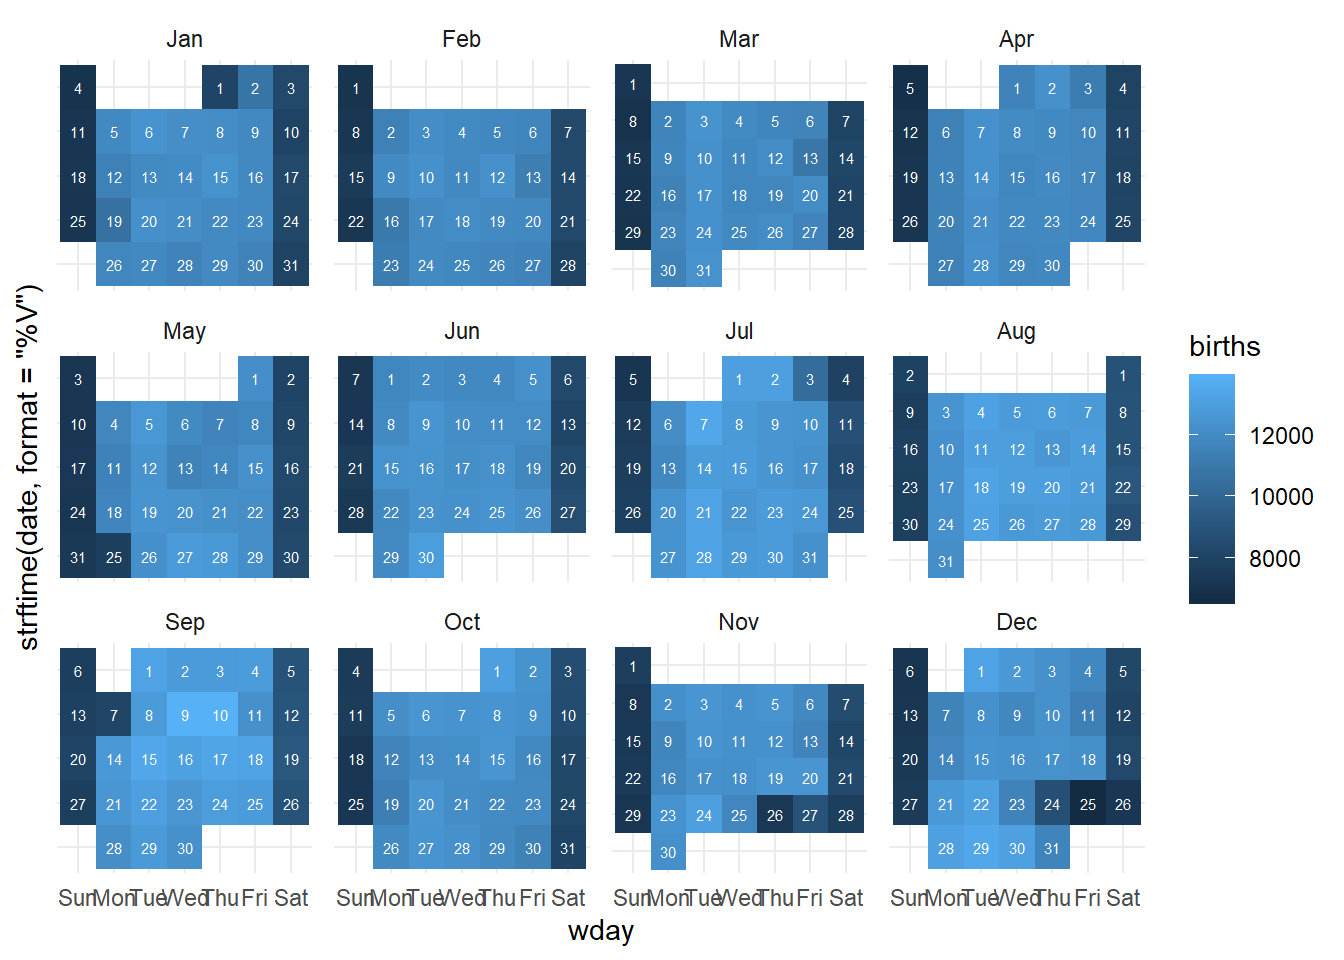 Jan Feb Mar Apr
4 1 2 3 1 1 5 1 2 3 4
11 5 6 7 8 9 10 8 2 3 4 5 6 7 8 2 3 4 5 6 7 12 6 7 8 9 10 11
18 12 13 14 15 16 17 15 9 10 11 12 13 14 15 9 10 11 12 13 14 19 13 14 15 16 17 18
25 19 20 21 22 23 24 22 16 17 18 19 20 21 22 16 17 18 19 20 21 26 20 21 22 23 24 25
26 27 28 29 30 31 23 24 25 26 27 28 29 23 24 25 26 27 28 27 28 29 30
30 31
May Jun Jul Aug
3 1 2 7 1 2 3 4 5 6 5 1 2 3 4 2 1
10 4 5 6 7 8 9 14 8 9 10 11 12 13 12 6 7 8 9 10 11 9 3 4 5 6 7 8
17 11 12 13 14 15 16 21 15 16 17 18 19 20 19 13 14 15 16 17 18 16 10 11 12 13 14 15
24 18 19 20 21 22 23 28 22 23 24 25 26 27 26 20 21 22 23 24 25 23 17 18 19 20 21 22
31 25 26 27 28 29 30 29 30 27 28 29 30 31 30 24 25 26 27 28 29
31
Sep Oct Nov Dec
6 1 2 3 4 5 4 1 2 3 1 6 1 2 3 4 5
13 7 8 9 10 11 12 11 5 6 7 8 9 10 8 2 3 4 5 6 7 13 7 8 9 10 11 12
20 14 15 16 17 18 19 18 12 13 14 15 16 17 15 9 10 11 12 13 14 20 14 15 16 17 18 19
27 21 22 23 24 25 26 25 19 20 21 22 23 24 22 16 17 18 19 20 21 27 21 22 23 24 25 26
28 29 30 26 27 28 29 30 31 29 23 24 25 26 27 28 28 29 30 31
30
Sun Mon Tue Wed Thu Fri Sat Sun Mon Tue Wed Thu Fri Sat Sun Mon Tue Wed Thu Fri Sat Sun Mon Tue Wed Thu Fri Sat
wday
strftime(date, format = "%V")
births
12000
10000
8000